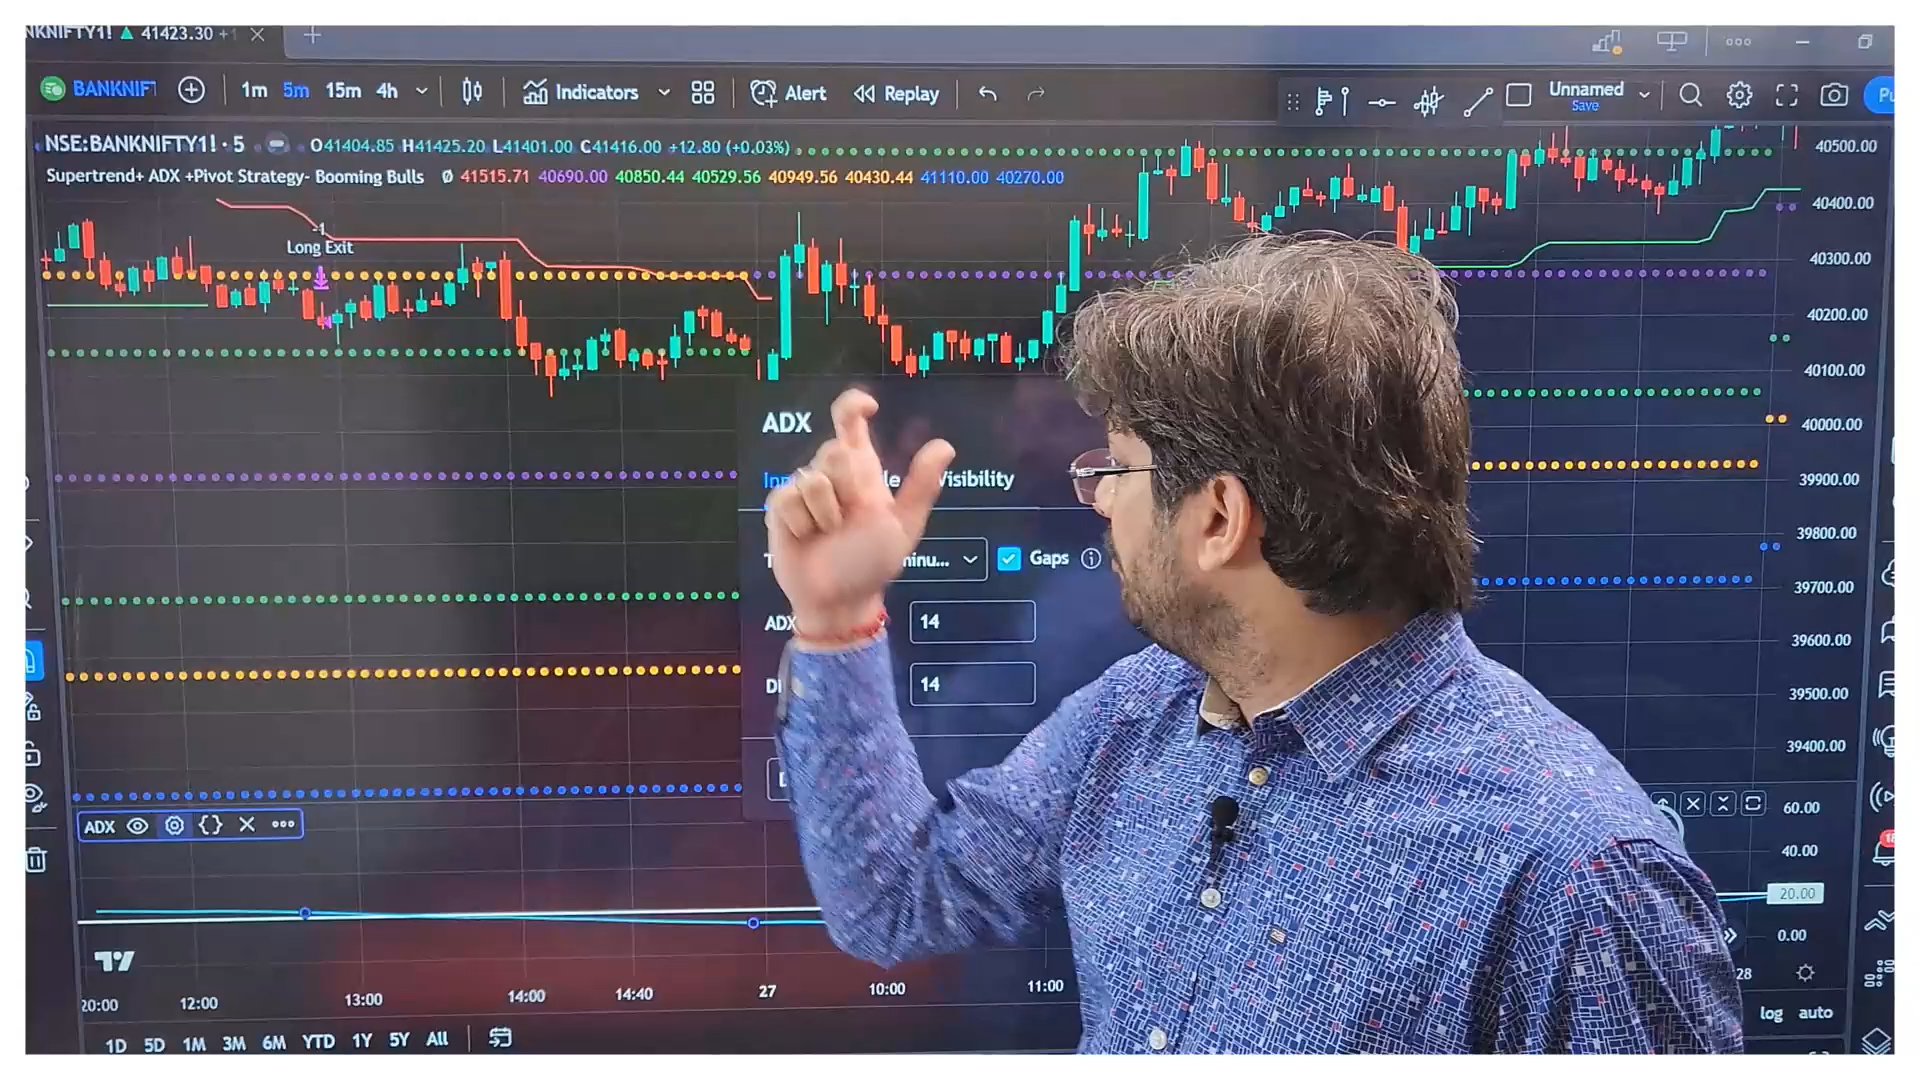 NKNIFTY1! ▲ 41423.30 +1
BANKNIFT 1m 5m 15m 4h Indicators Alert Replay Unnamed
Save
NSE:BANKNIFTY1! · 5 O41404.85 H41425.20 L41401.00 C41416.00 +12.80 (+0.03%)
Supertrend+ ADX +Pivot Strategy- Booming Bulls Ø 41515.71 40690.00 40850.44 40529.56 40949.56 40430.44 41110.00 40270.00
-1
Long Exit
40500.00
40400.00
40300.00
40200.00
40100.00
40000.00
39900.00
39800.00
39700.00
39600.00
39500.00
39400.00
ADX
Visibility
minu... Gaps
ADX 14
DI 14
ADX
60.00
40.00
20.00
0.00
20:00 12:00 13:00 14:00 14:40 27 10:00 11:00 28
log auto
1D 5D 1M 3M 6M YTD 1Y 5Y All